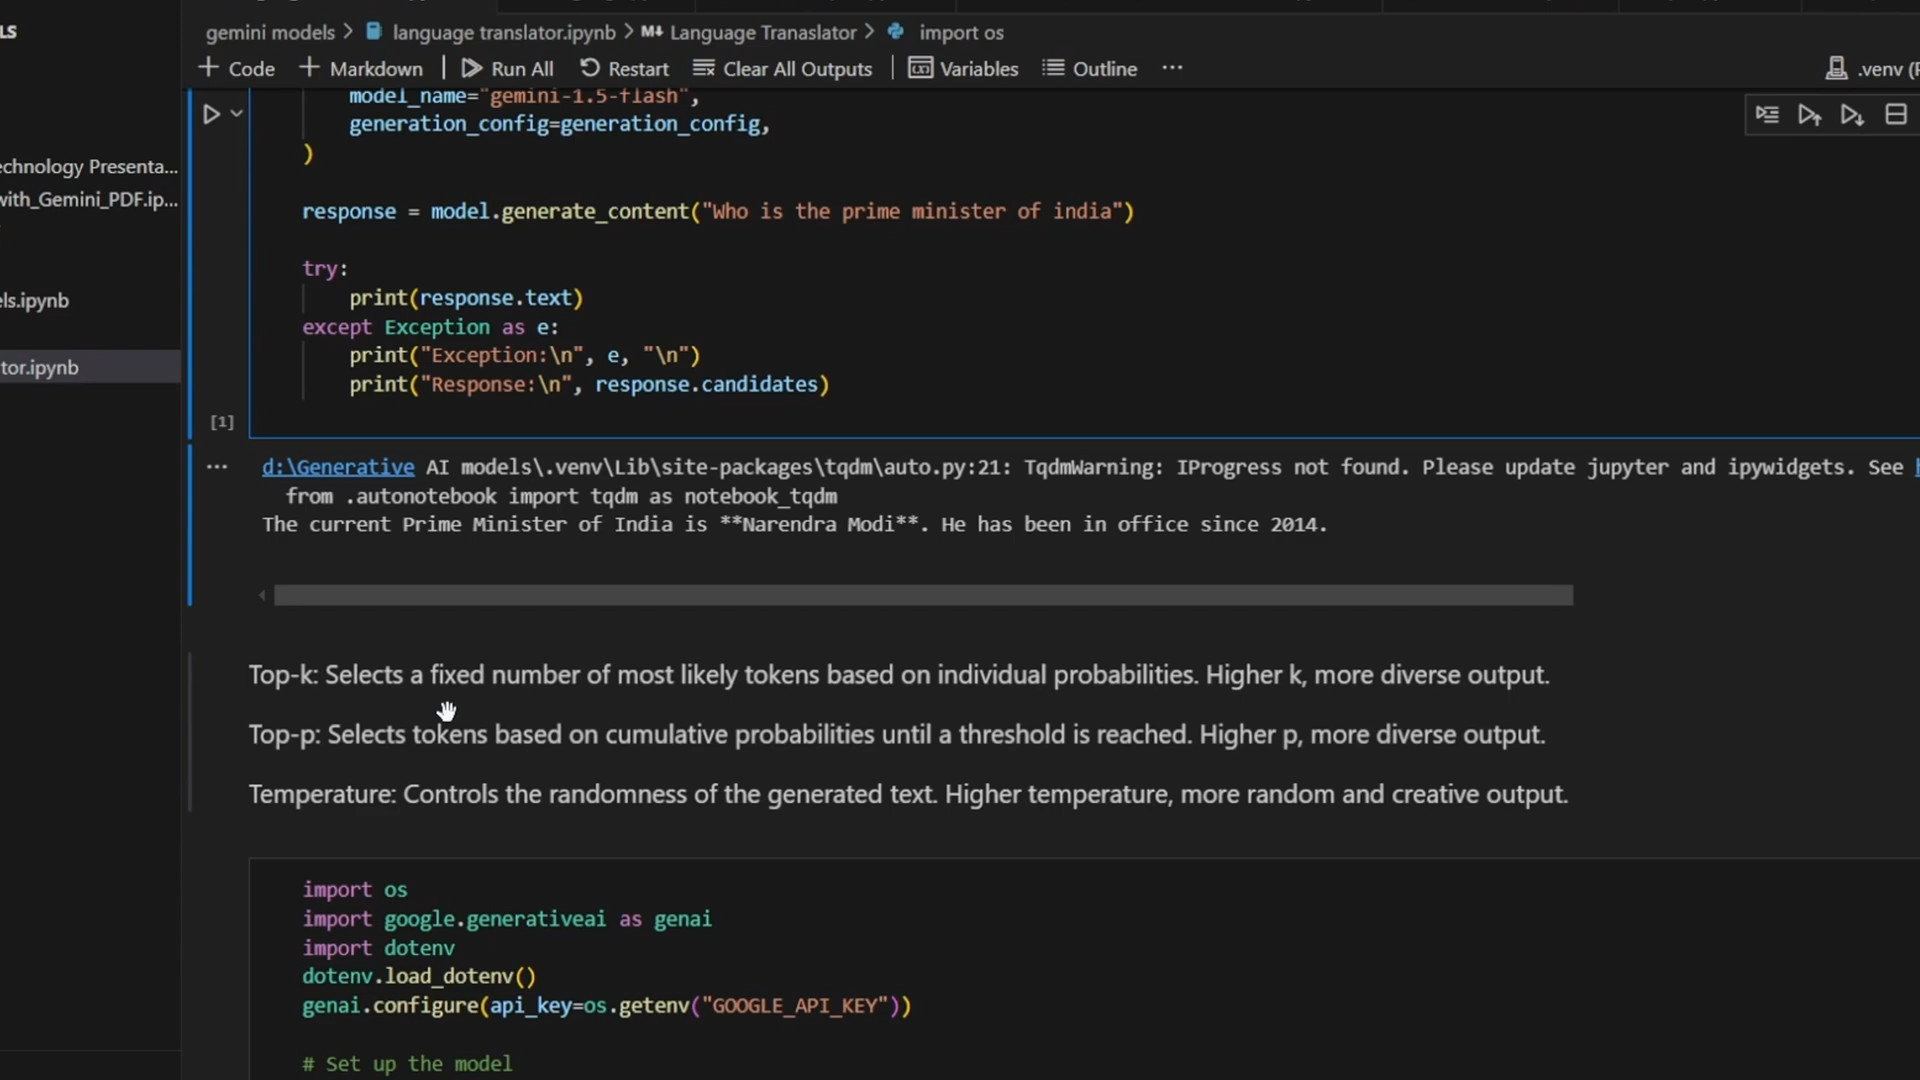 LS
gemini models > language translator.ipynb > M↓ Language Tranaslator > import os
+ Code + Markdown | Run All Restart Clear All Outputs | Variables Outline ...
.venv (P
model_name="gemini-1.5-flash",
generation_config=generation_config,
)
echnology Presenta...
with_Gemini_PDF.ip...
response = model.generate_content("Who is the prime minister of india")
try:
print(response.text)
els.ipynb
except Exception as e:
print("Exception:\n", e, "\n")
tor.ipynb
print("Response:\n", response.candidates)
[1]
... d:\Generative AI models\.venv\Lib\site-packages\tqdm\auto.py:21: TqdmWarning: IProgress not found. Please update jupyter and ipywidgets. See
from .autonotebook import tqdm as notebook_tqdm
The current Prime Minister of India is **Narendra Modi**. He has been in office since 2014.
Top-k: Selects a fixed number of most likely tokens based on individual probabilities. Higher k, more diverse output.
Top-p: Selects tokens based on cumulative probabilities until a threshold is reached. Higher p, more diverse output.
Temperature: Controls the randomness of the generated text. Higher temperature, more random and creative output.
import os
import google.generativeai as genai
import dotenv
dotenv.load_dotenv()
genai.configure(api_key=os.getenv("GOOGLE_API_KEY"))
# Set up the model